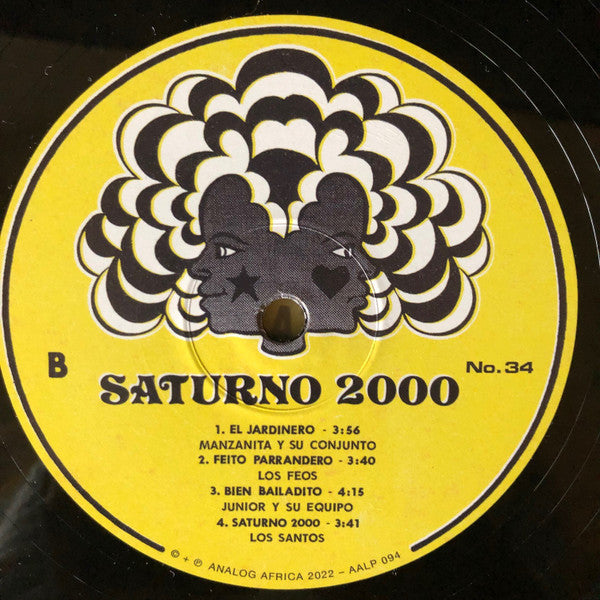 B
No. 34
SATURNO 2000
1. EL JARDINERO - 3:56
MANZANITA Y SU CONJUNTO
2. FEITO PARRANDERO - 3:40
LOS FEOS
3. BIEN BAILADITO - 4:15
JUNIOR Y SU EQUIPO
4. SATURNO 2000 - 3:41
LOS SANTOS
© + ℗ ANALOG AFRICA 2022 – AALP 094